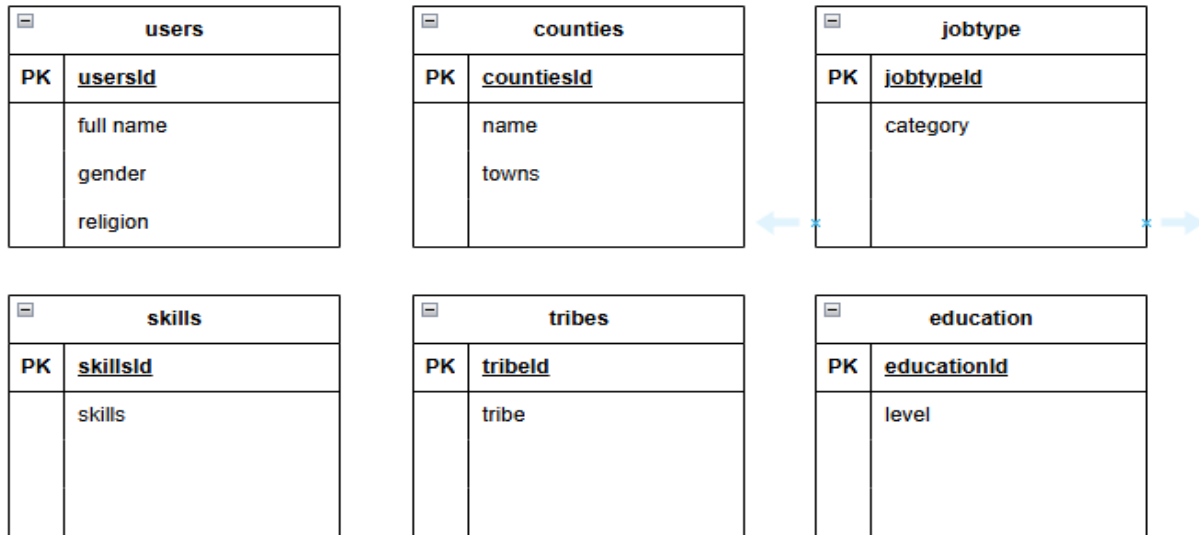 users
PK usersId
full name
gender
religion
counties
PK countiesId
name
towns
jobtype
PK jobtypeId
category
skills
PK skillsId
skills
tribes
PK tribeId
tribe
education
PK educationId
level